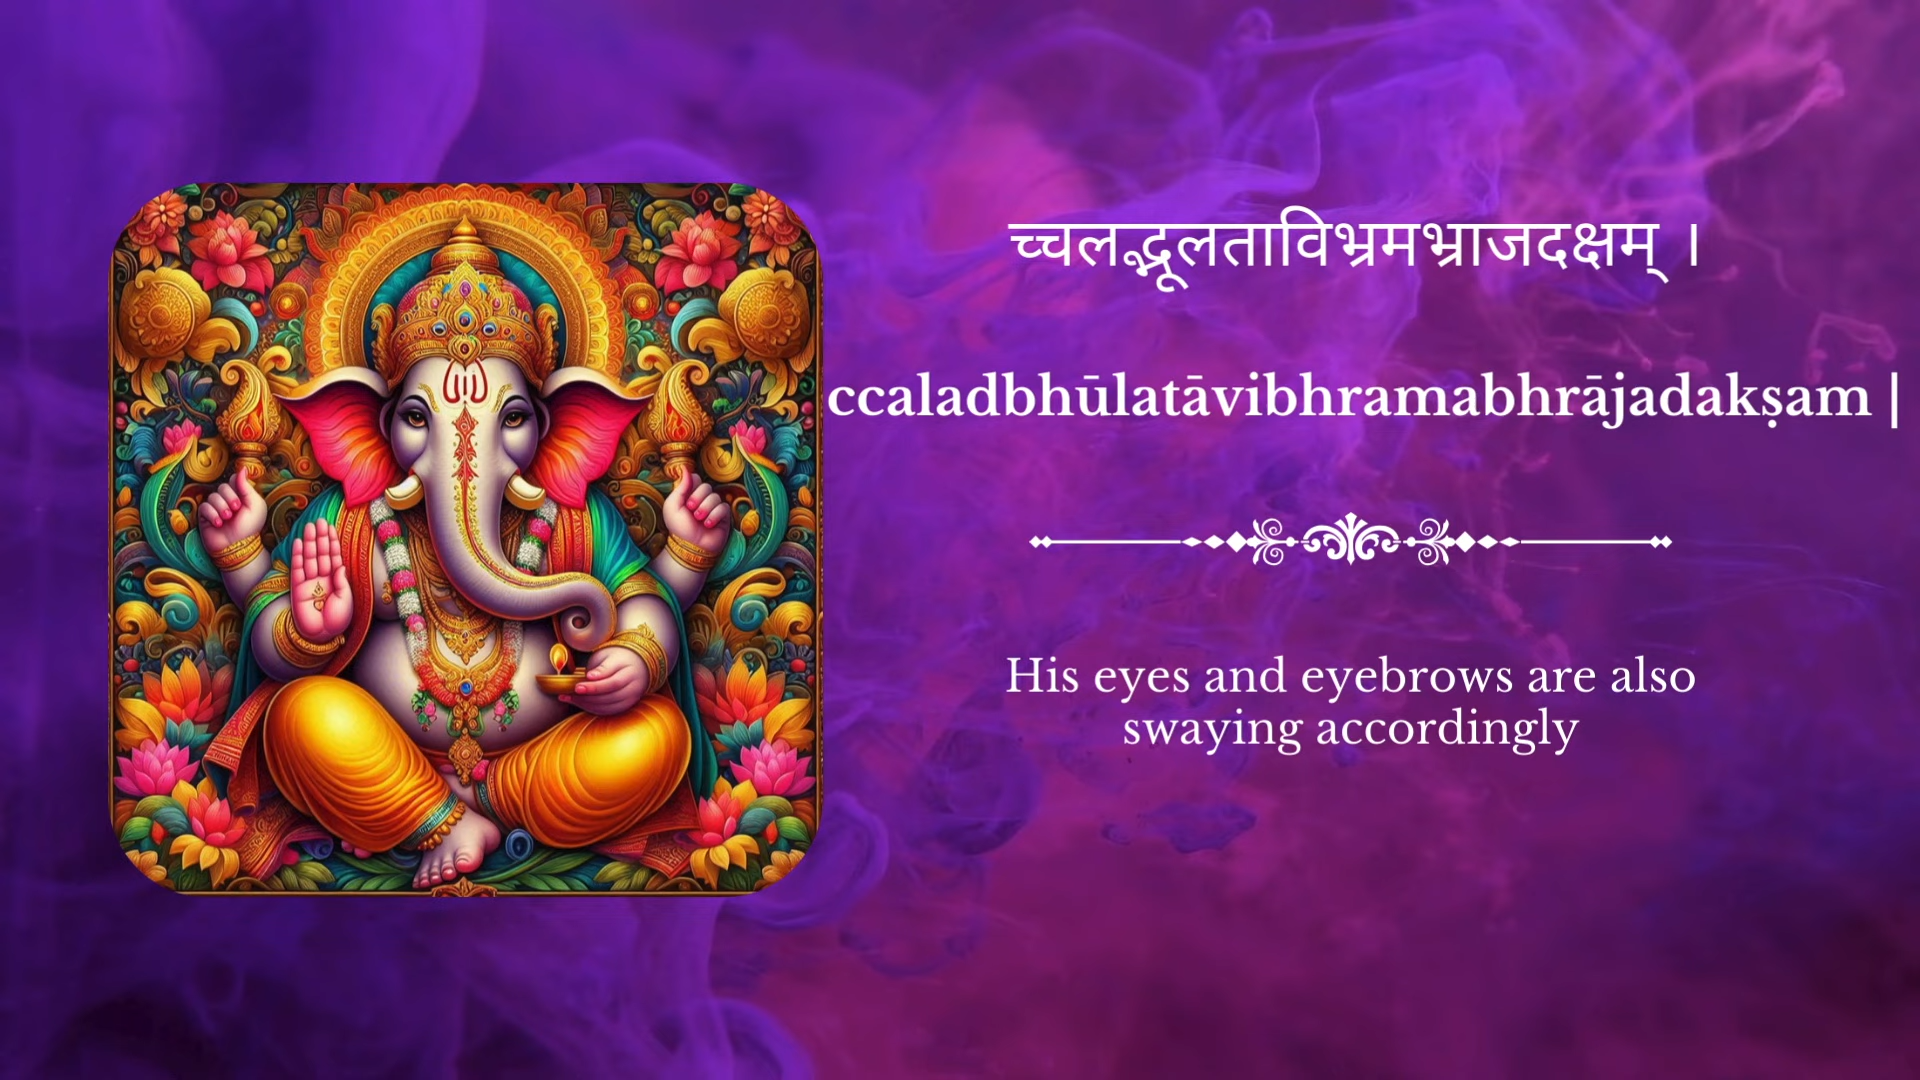 च्चलद्भूलताविभ्रमभ्राजदक्षम् ।
ccaladbhūlatāvibhramabhrājadakṣam |
His eyes and eyebrows are also
swaying accordingly